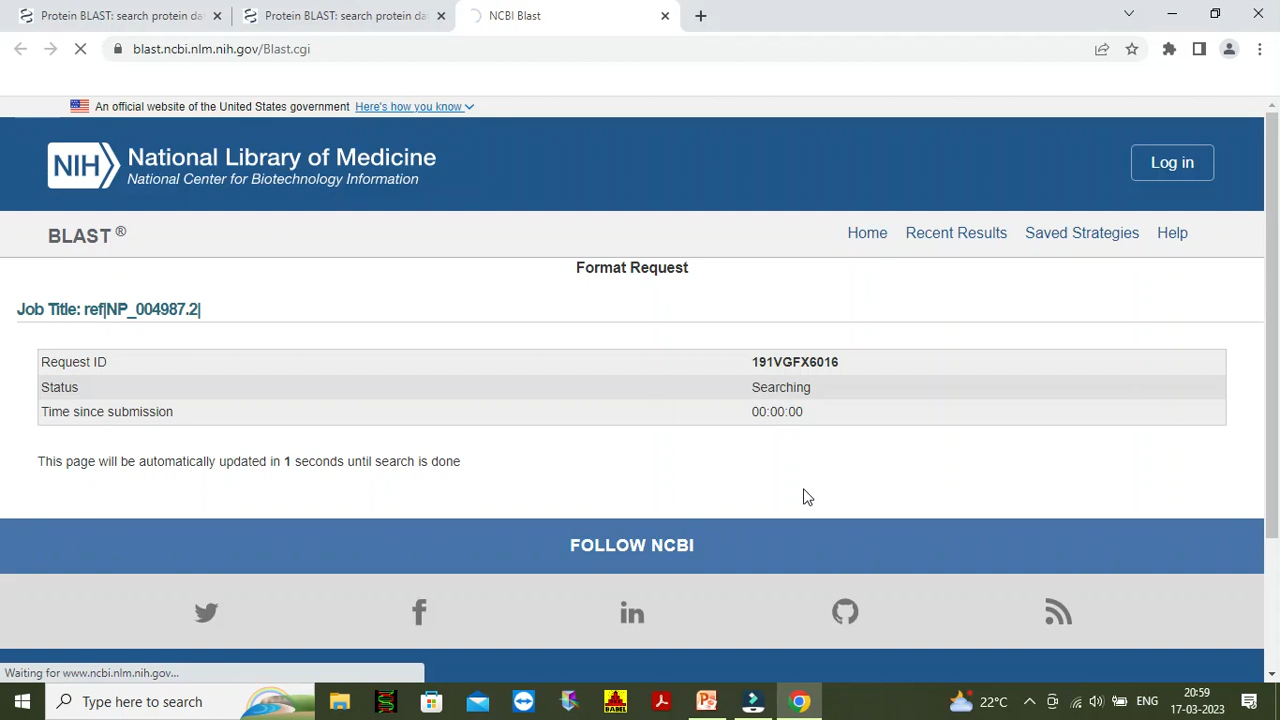 Protein BLAST: search protein dat
Protein BLAST: search protein dat
NCBI Blast
blast.ncbi.nlm.nih.gov/Blast.cgi
An official website of the United States government Here's how you know
NIH National Library of Medicine
National Center for Biotechnology Information
Log in
BLAST ®
Home Recent Results Saved Strategies Help
Format Request
Job Title: ref|NP_004987.2|
Request ID 191VGFX6016
Status Searching
Time since submission 00:00:00
This page will be automatically updated in 1 seconds until search is done
FOLLOW NCBI
Waiting for www.ncbi.nlm.nih.gov...
Type here to search
BABEL
22°C
ENG
20:59
17-03-2023